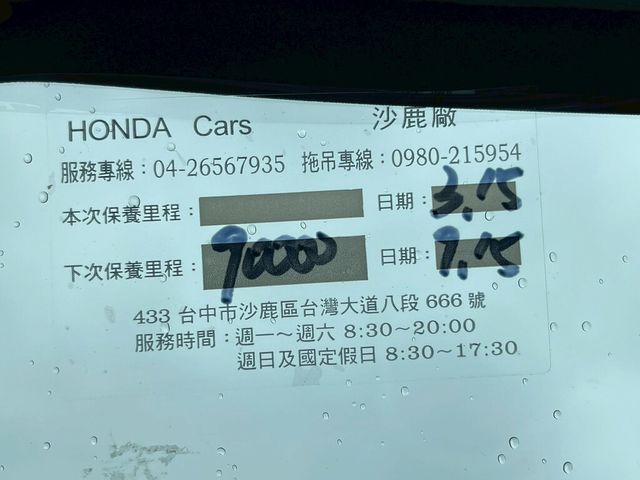 HONDA Cars 沙鹿廠
服務專線：04-26567935 拖吊專線：0980-215954
本次保養里程： 日期：3.15
下次保養里程：90000 日期：9.15
433 台中市沙鹿區台灣大道八段 666 號
服務時間：週一～週六 8:30～20:00
週日及國定假日 8:30～17:30